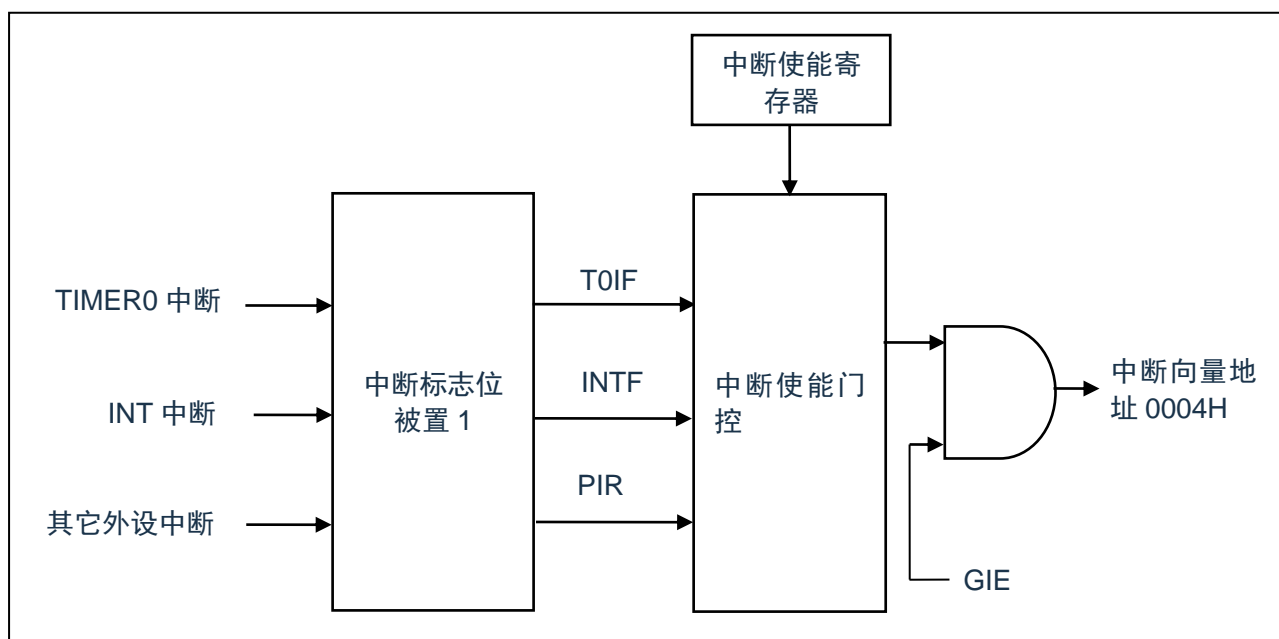 中断使能寄
存器
TIMER0 中断
INT 中断
其它外设中断
中断标志位
被置 1
T0IF
INTF
PIR
中断使能门
控
中断向量地
址 0004H
GIE